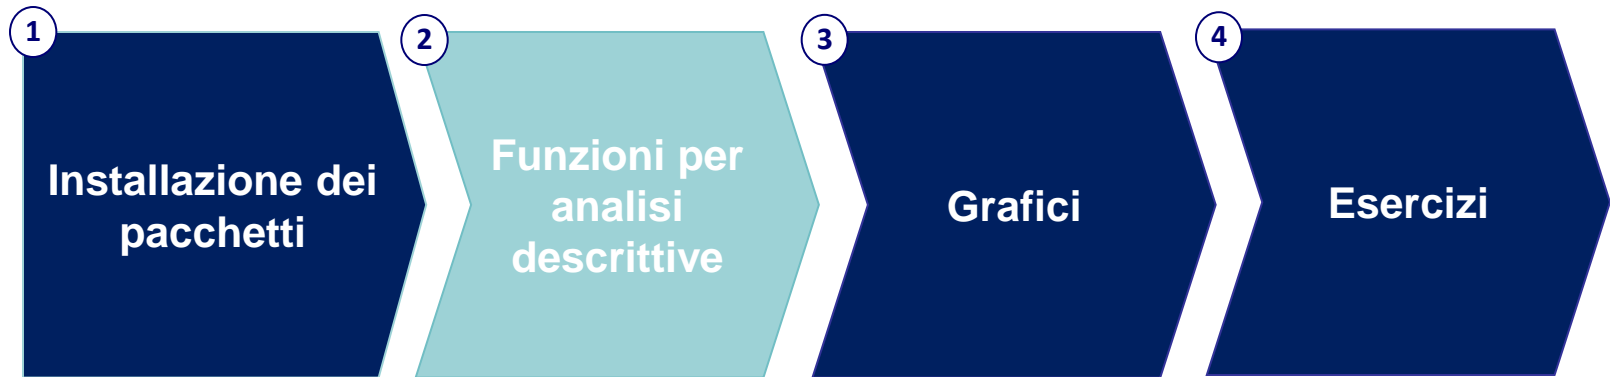 1
Installazione dei
pacchetti
2
Funzioni per
analisi
descrittive
3
Grafici
4
Esercizi